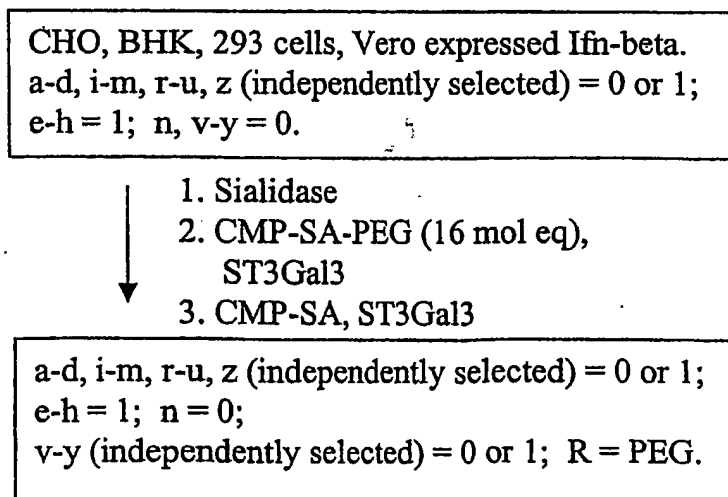 CHO, BHK, 293 cells, Vero expressed Ifn-beta.
a-d, i-m, r-u, z (independently selected) = 0 or 1;
e-h = 1; n, v-y = 0.
1. Sialidase
2. CMP-SA-PEG (16 mol eq),
ST3Gal3
3. CMP-SA, ST3Gal3
a-d, i-m, r-u, z (independently selected) = 0 or 1;
e-h = 1; n = 0;
v-y (independently selected) = 0 or 1; R = PEG.